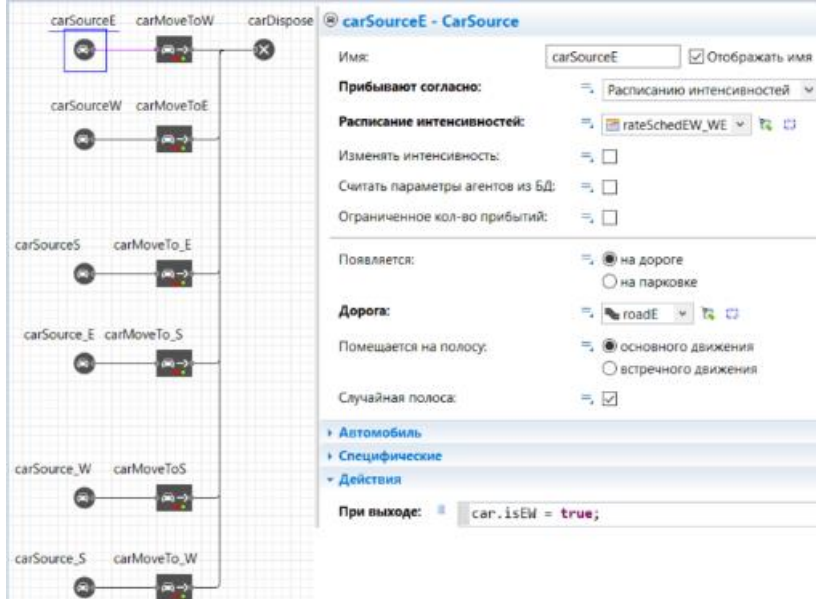 carSourceE carMoveToW carDispose
carSourceW carMoveToE
carSourceS carMoveTo_E
carSource_E carMoveTo_S
carSource_W carMoveToS
carSource_S carMoveTo_W
carSourceE - CarSource
Имя: carSourceE Отображать имя
Прибывают согласно: Расписанию интенсивностей
Расписание интенсивностей: rateSchedEW_WE
Изменять интенсивность:
Считать параметры агентов из БД:
Ограниченное кол-во прибытий:
Появляется: на дороге
на парковке
Дорога: roadE
Помещается на полосу: основного движения
встречного движения
Случайная полоса:
Автомобиль
Специфические
Действия
При выходе: car.isEW = true;